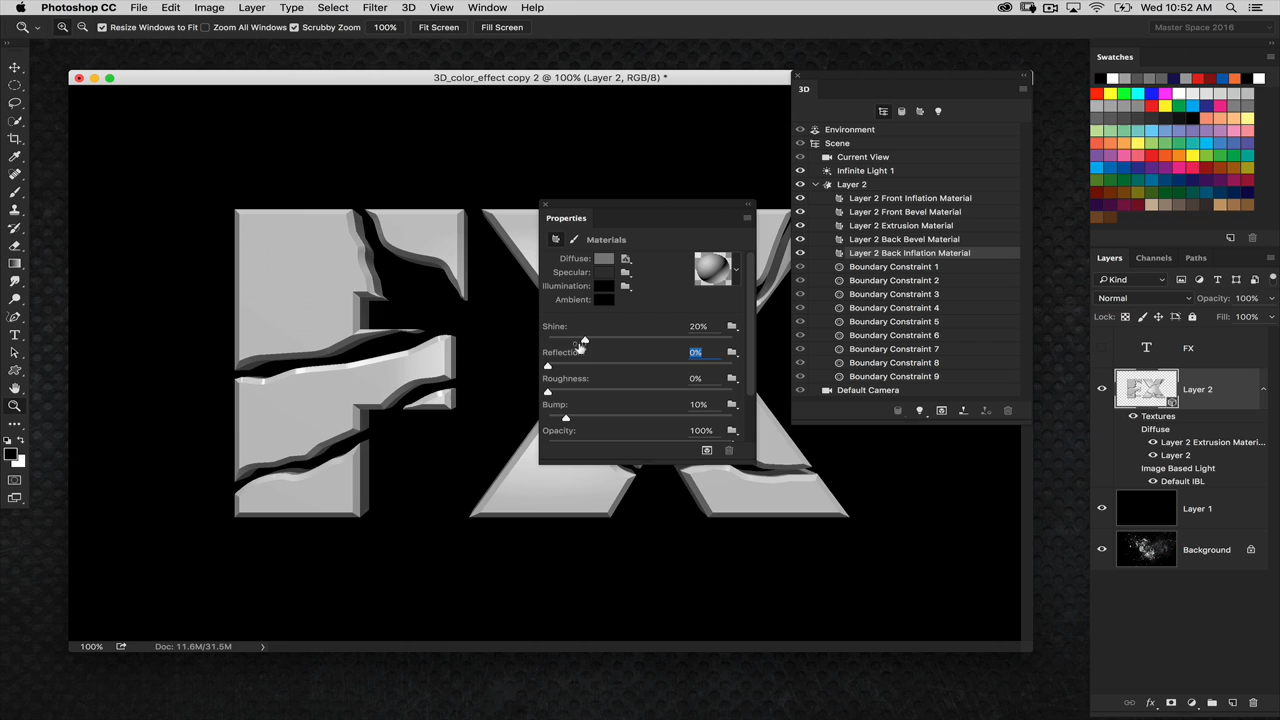 Photoshop CC File Edit Image Layer Type Select Filter 3D View Window Help Wed 10:52 AM
Resize Windows to Fit Zoom All Windows Scrubby Zoom 100% Fit Screen Fill Screen Master Space 2016
3D_color_effect copy 2 @ 100% (Layer 2, RGB/8) *
3D
Environment
Scene
Current View
Infinite Light 1
Layer 2
Layer 2 Front Inflation Material
Layer 2 Front Bevel Material
Layer 2 Extrusion Material
Layer 2 Back Bevel Material
Layer 2 Back Inflation Material
Boundary Constraint 1
Boundary Constraint 2
Boundary Constraint 3
Boundary Constraint 4
Boundary Constraint 5
Boundary Constraint 6
Boundary Constraint 7
Boundary Constraint 8
Boundary Constraint 9
Default Camera
Properties
Materials
Diffuse:
Specular:
Illumination:
Ambient:
Shine: 20%
Reflection: 0%
Roughness: 0%
Bump: 10%
Opacity: 100%
100% Doc: 11.6M/31.5M
Swatches
Layers Channels Paths
Kind
Normal Opacity: 100%
Lock: Fill: 100%
T FX
FX Layer 2
Textures
Diffuse
Layer 2 Extrusion Materi...
Layer 2
Image Based Light
Default IBL
Layer 1
Background
fx